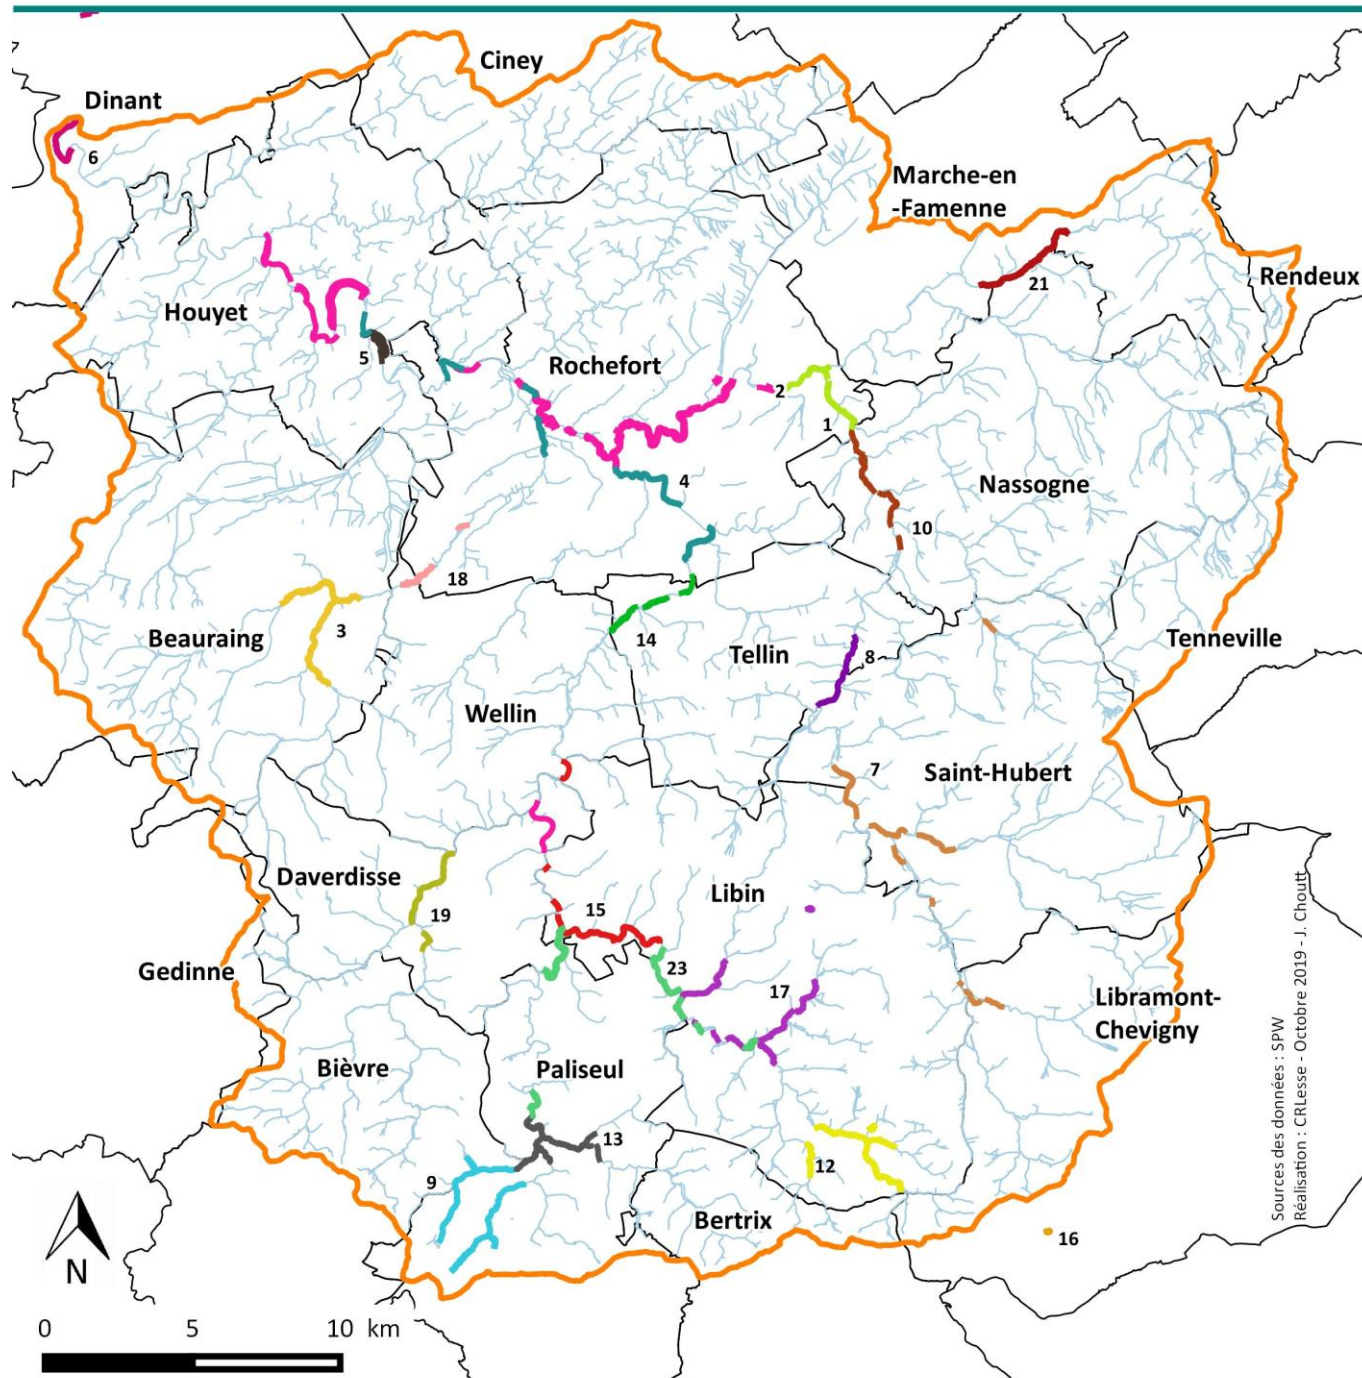 Ciney
Dinant
6
Marche-en
-Famenne
Rendeux
21
Houyet
5
Rochefort
2
1
4
Nassogne
10
18
Beauraing
3
14
Tellin
8
Tenneville
Wellin
7
Saint-Hubert
Daverdisse
19
Libin
15
Gedinne
23
17
Libramont-
Chevigny
Bièvre
Paliseul
13
9
12
Bertrix
16
Sources des données : SPW
Réalisation : CRLesse - Octobre 2019 - J. Choutt
N
0 5 10 km